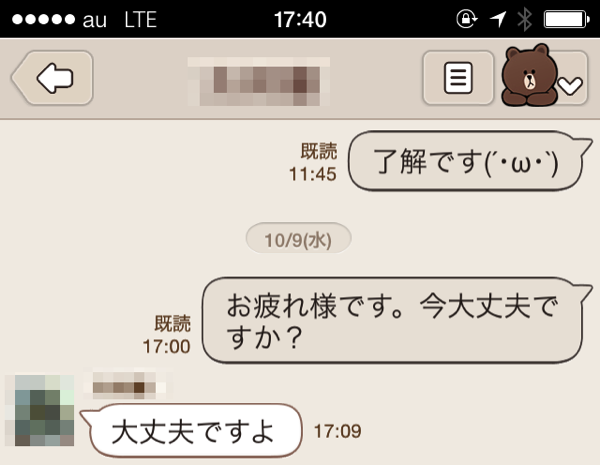 ●●●●● au LTE 17:40
既読
11:45
了解です(´･ω･`)
10/9(水)
お疲れ様です。今大丈夫で
すか？
既読
17:00
大丈夫ですよ
17:09